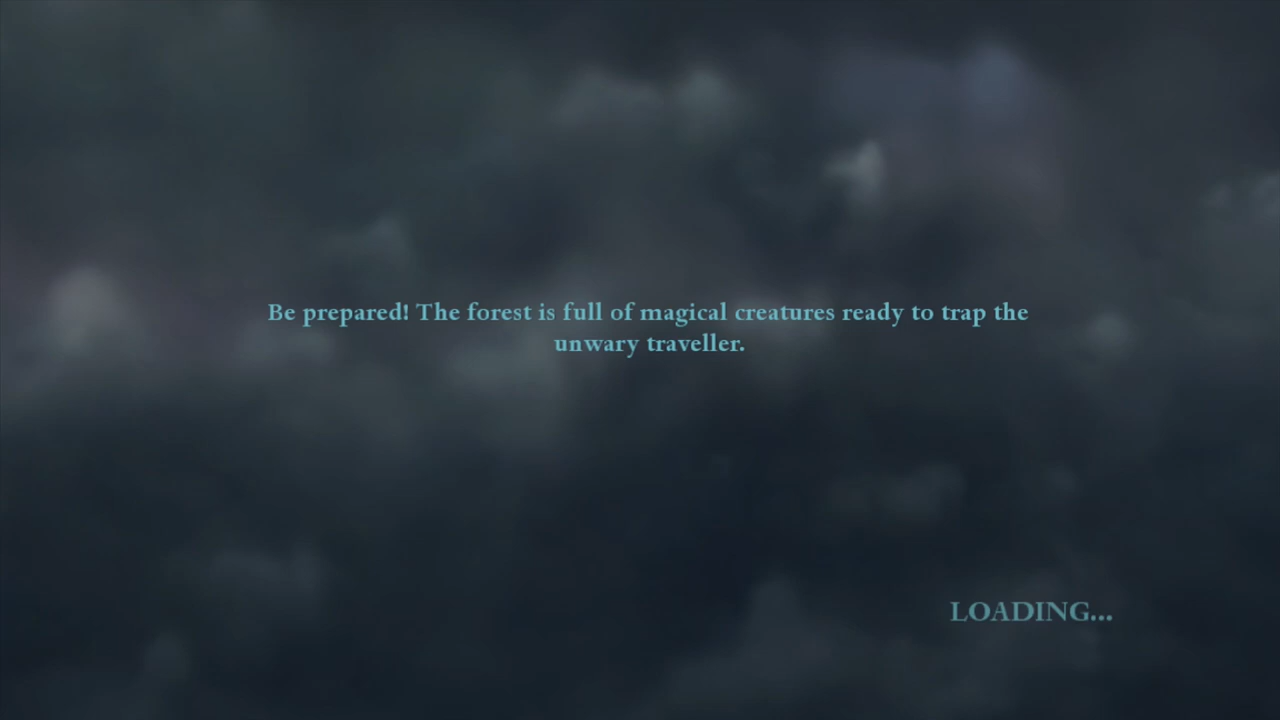 Be prepared! The forest is full of magical creatures ready to trap the
unwary traveller.
LOADING...